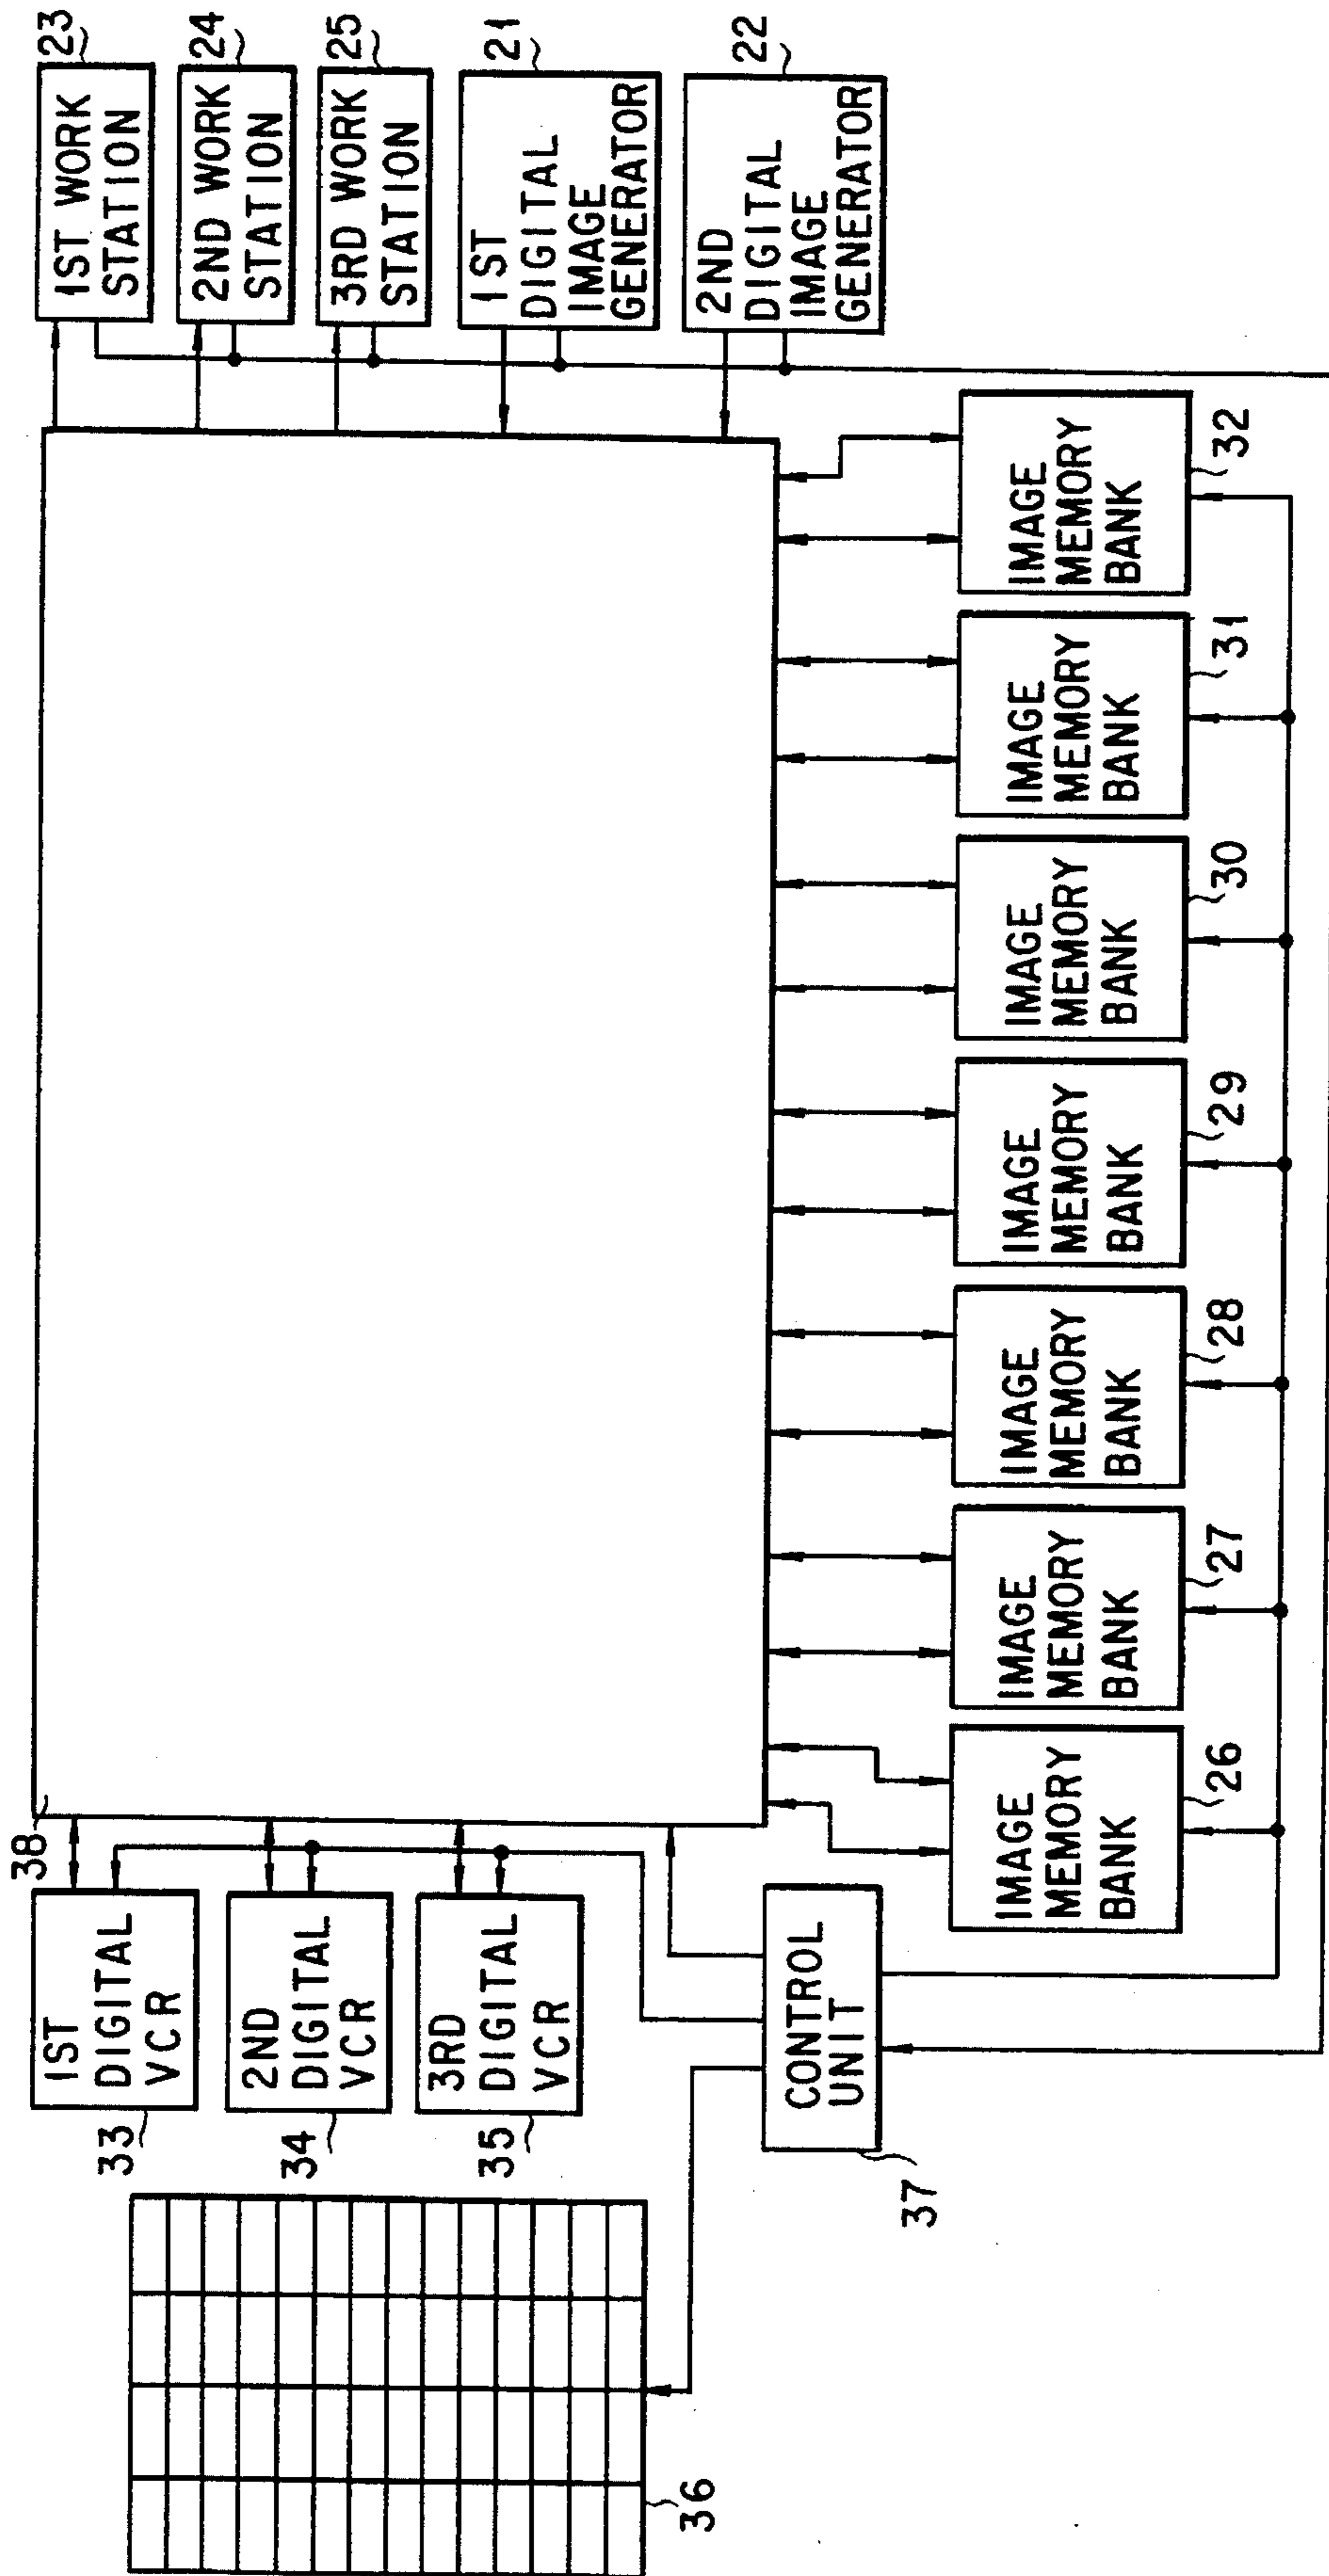 38
1ST
DIGITAL
VCR
33
2ND
DIGITAL
VCR
34
3RD
DIGITAL
VCR
35
36
CONTROL
UNIT
37
1ST WORK
STATION
23
2ND WORK
STATION
24
3RD WORK
STATION
25
1ST
DIGITAL
IMAGE
GENERATOR
21
2ND
DIGITAL
IMAGE
GENERATOR
22
IMAGE
MEMORY
BANK
26
IMAGE
MEMORY
BANK
27
IMAGE
MEMORY
BANK
28
IMAGE
MEMORY
BANK
29
IMAGE
MEMORY
BANK
30
IMAGE
MEMORY
BANK
31
IMAGE
MEMORY
BANK
32